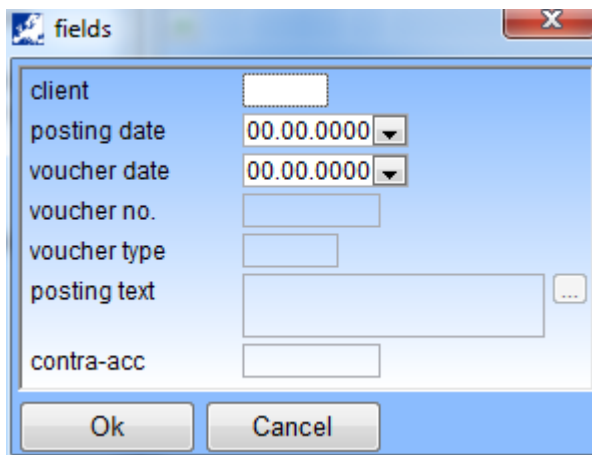 fields
client
posting date 00.00.0000
voucher date 00.00.0000
voucher no.
voucher type
posting text ...
contra-acc
Ok Cancel